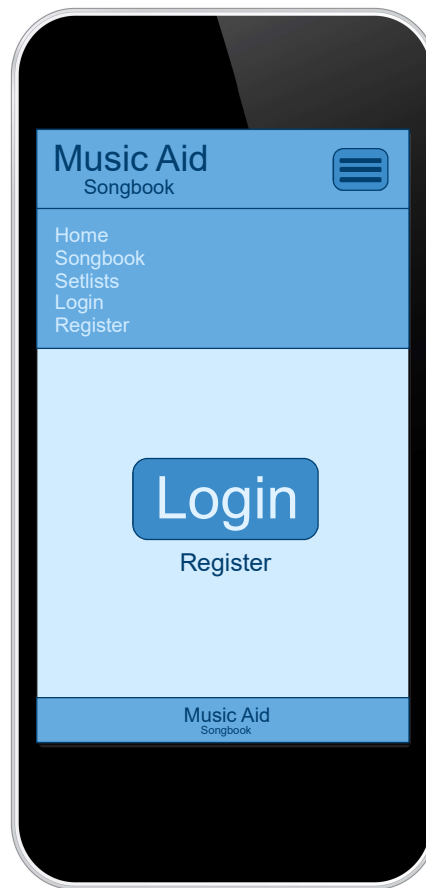 Music Aid
Songbook
Home
Songbook
Setlists
Login
Register
Login
Register
Music Aid
Songbook